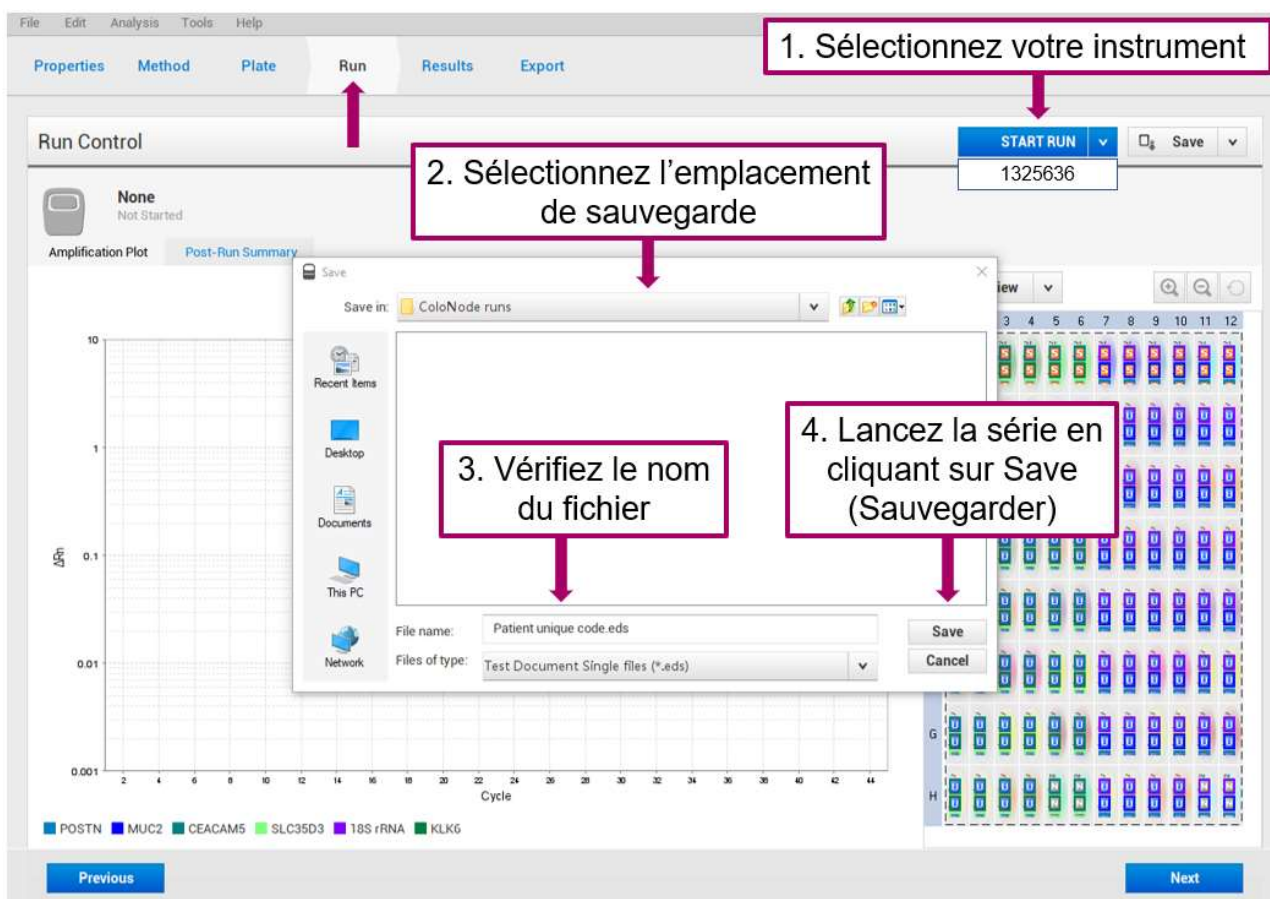 File Edit Analysis Tools Help
1. Sélectionnez votre instrument
Properties Method Plate Run Results Export
Run Control
START RUN
Save
1325636
2. Sélectionnez l'emplacement
de sauvegarde
None
Not Started
Amplification Plot Post-Run Summary
Save
Save in: ColoNode runs
iew
3 4 5 6 7 8 9 10 11 12
Recent Items
Desktop
Documents
This PC
Network
3. Vérifiez le nom
du fichier
4. Lancez la série en
cliquant sur Save
(Sauvegarder)
File name: Patient unique code.eds
Save
Files of type: Test Document Single files (*.eds)
Cancel
ΔRn
10
1
0.1
0.01
0.001
2 4 6 8 10 12 14 16 18 20 22 24 26 28 30 32 34 36 38 40 42 44
Cycle
G
H
POSTN MUC2 CEACAM5 SLC35D3 18S rRNA KLK6
Previous
Next